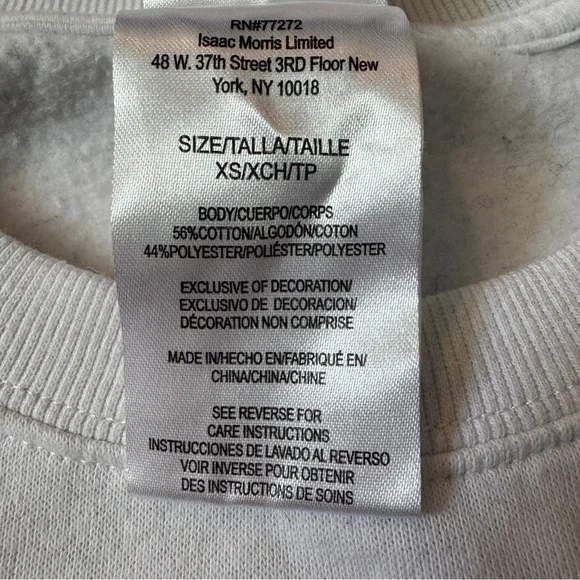 RN#77272
Isaac Morris Limited
48 W. 37th Street 3RD Floor New
York, NY 10018
SIZE/TALLA/TAILLE
XS/XCH/TP
BODY/CUERPO/CORPS
56%COTTON/ALGODÓN/COTON
44%POLYESTER/POLIÉSTER/POLYESTER
EXCLUSIVE OF DECORATION/
EXCLUSIVO DE DECORACION/
DÉCORATION NON COMPRISE
MADE IN/HECHO EN/FABRIQUÉ EN/
CHINA/CHINA/CHINE
SEE REVERSE FOR
CARE INSTRUCTIONS
INSTRUCCIONES DE LAVADO AL REVERSO
VOIR INVERSE POUR OBTENIR
DES INSTRUCTIONS DE SOINS